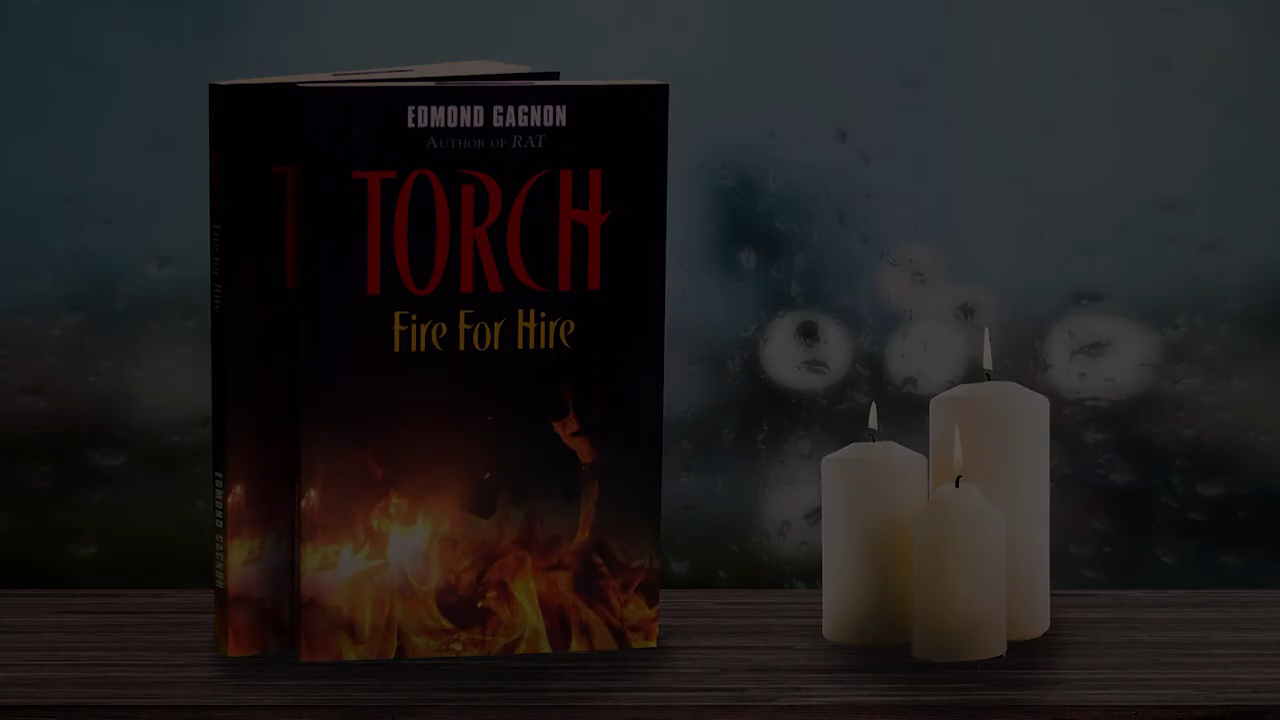 EDMOND GAGNON
AUTHOR OF RAT
TORCH
Fire For Hire
T
Fire For Hire
EDMOND GAGNON